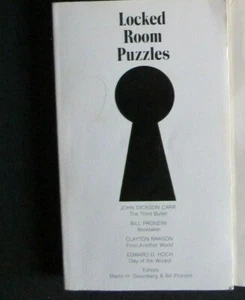 Locked
Room
Puzzles
JOHN DICKSON CARR
The Third Bullet
BILL PRONZINI
Booktaker
CLAYTON RAWSON
From Another World
EDWARD D. HOCH
Day of the Wizard
Editors
Martin H. Greenberg & Bill Pronzini